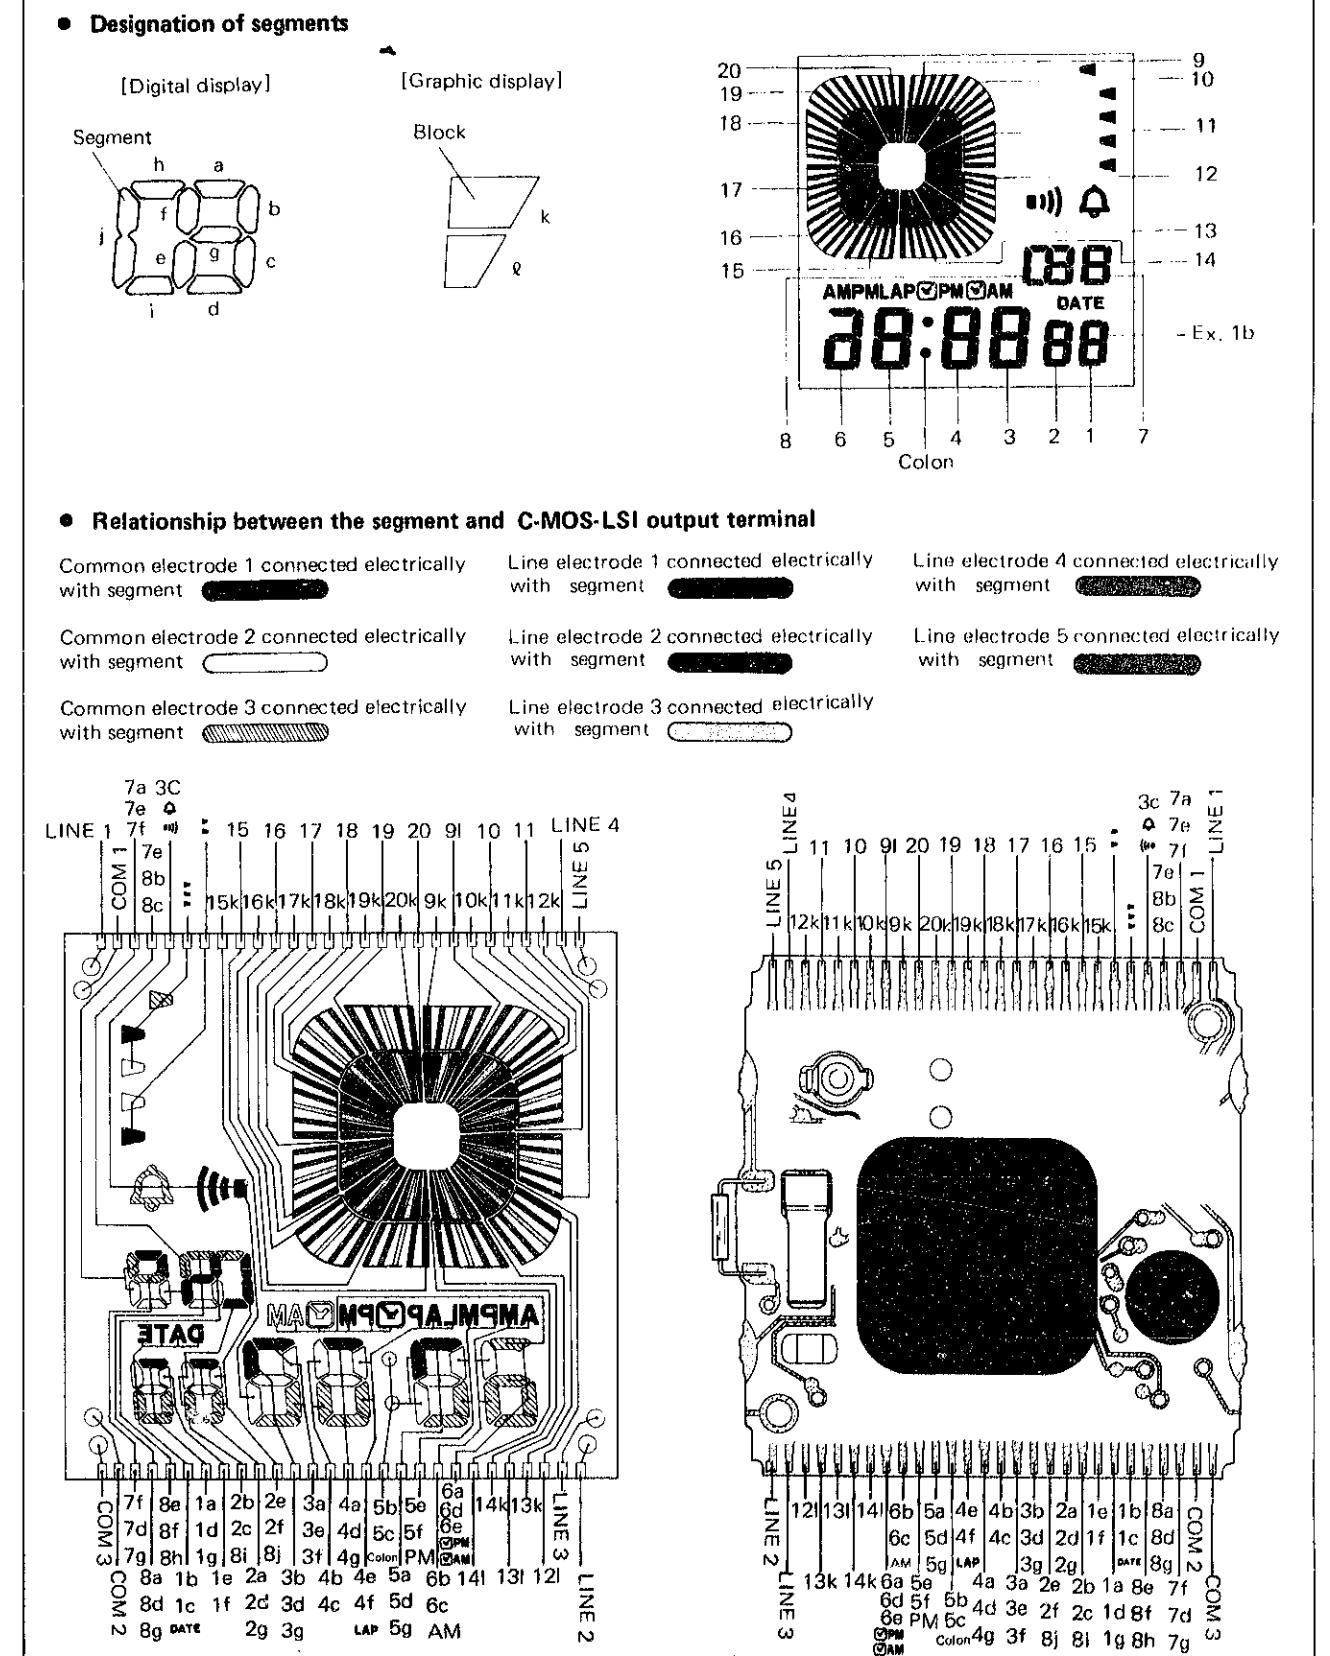 ● Designation of segments
[Digital display]
[Graphic display]
Segment
Block
h a
f b
j
e g c
i d
k
ℓ
20 9
19 10
18 11
12
17
16 13
15 14
AMPMLAP PM AM
DATE
Ex. 1b
8 6 5 4 3 2 1 7
Colon
● Relationship between the segment and C-MOS-LSI output terminal
Common electrode 1 connected electrically
with segment
Line electrode 1 connected electrically
with segment
Line electrode 4 connected electrically
with segment
Common electrode 2 connected electrically
with segment
Line electrode 2 connected electrically
with segment
Line electrode 5 connected electrically
with segment
Common electrode 3 connected electrically
with segment
Line electrode 3 connected electrically
with segment
7a 3C
7e
LINE 1 7f 15 16 17 18 19 20 9l 10 11 LINE 4
COM 1 7e LINE 5
8b
8c 15k 16k 17k 18k 19k 20k 9k 10k 11k 12k
AMPMLAP PM AM
DATE
7f 8e 1a 2b 2e 3a 4a 5b 5e 6a 14k 13k LINE 3
6d
7d 8f 1d 2c 2f 3e 4d 5c 5f 6e
PM
7g 8h 1g 8i 8j 3f 4g Colon PM AM
COM 3 8a 1b 1e 2a 3b 4b 4e 5a 6b 14l 13l 12l
COM 2 8d 1c 1f 2d 3d 4c 4f 5d 6c LINE 2
8g DATE 2g 3g LAP 5g AM
LINE 4 3c 7a LINE 1
7e
LINE 5 11 10 9l 20 19 18 17 16 15 7f
7e
8b COM 1
12k 11k 10k 9k 20k 19k 18k 17k 16k 15k 8c
LINE 2 12l 13l 14l 6b 5a 4e 4b 3b 2a 1e 1b 8a COM 2
6c 5d 4f 4c 3d 2d 1f 1c 8d
AM 5g LAP 3g 2g DATE 8g
LINE 3 13k 14k 6a 5e 5b 4a 3a 2e 2b 1a 8e 7f COM 3
6d 5f 5c 4d 3e 2f 2c 1d 8f 7d
6e PM Colon 4g 3f 8j 8i 1g 8h 7g
PM
AM